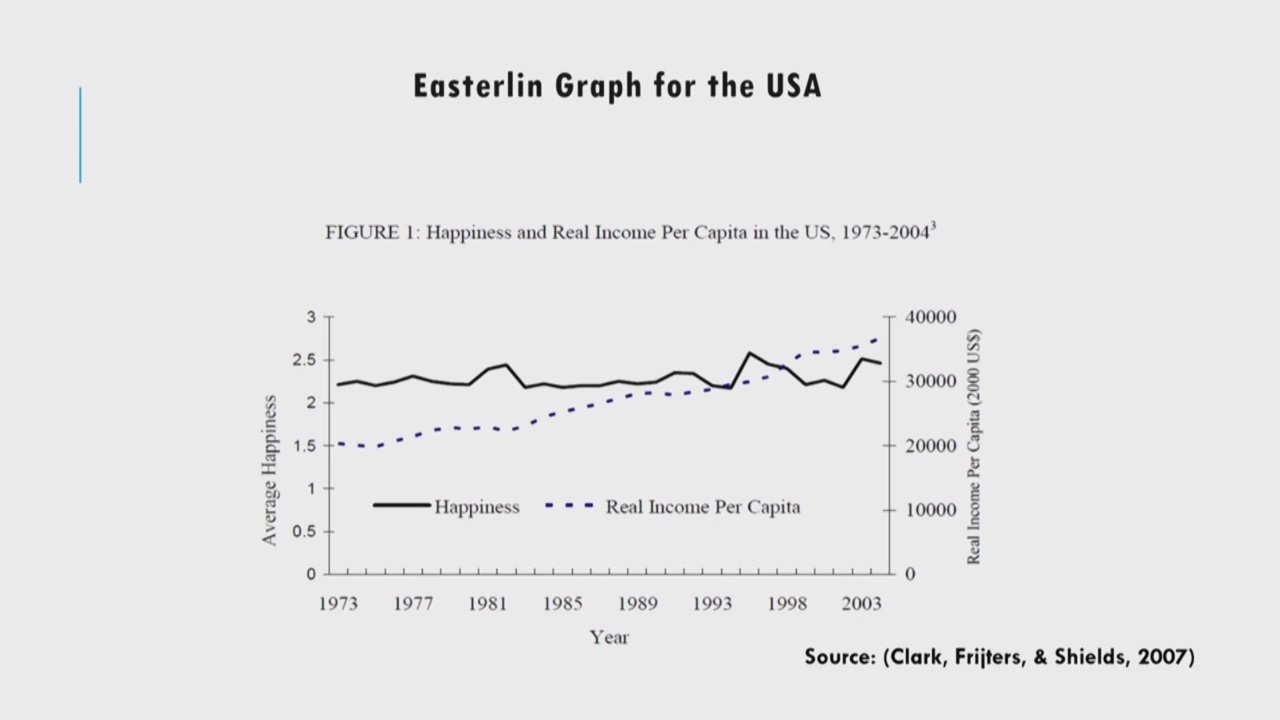 Easterlin Graph for the USA
FIGURE 1: Happiness and Real Income Per Capita in the US, 1973-2004³
3
2.5
2
1.5
1
0.5
0
Average Happiness
40000
30000
20000
10000
0
Real Income Per Capita (2000 US$)
Happiness
Real Income Per Capita
1973 1977 1981 1985 1989 1993 1998 2003
Year
Source: (Clark, Frijters, & Shields, 2007)